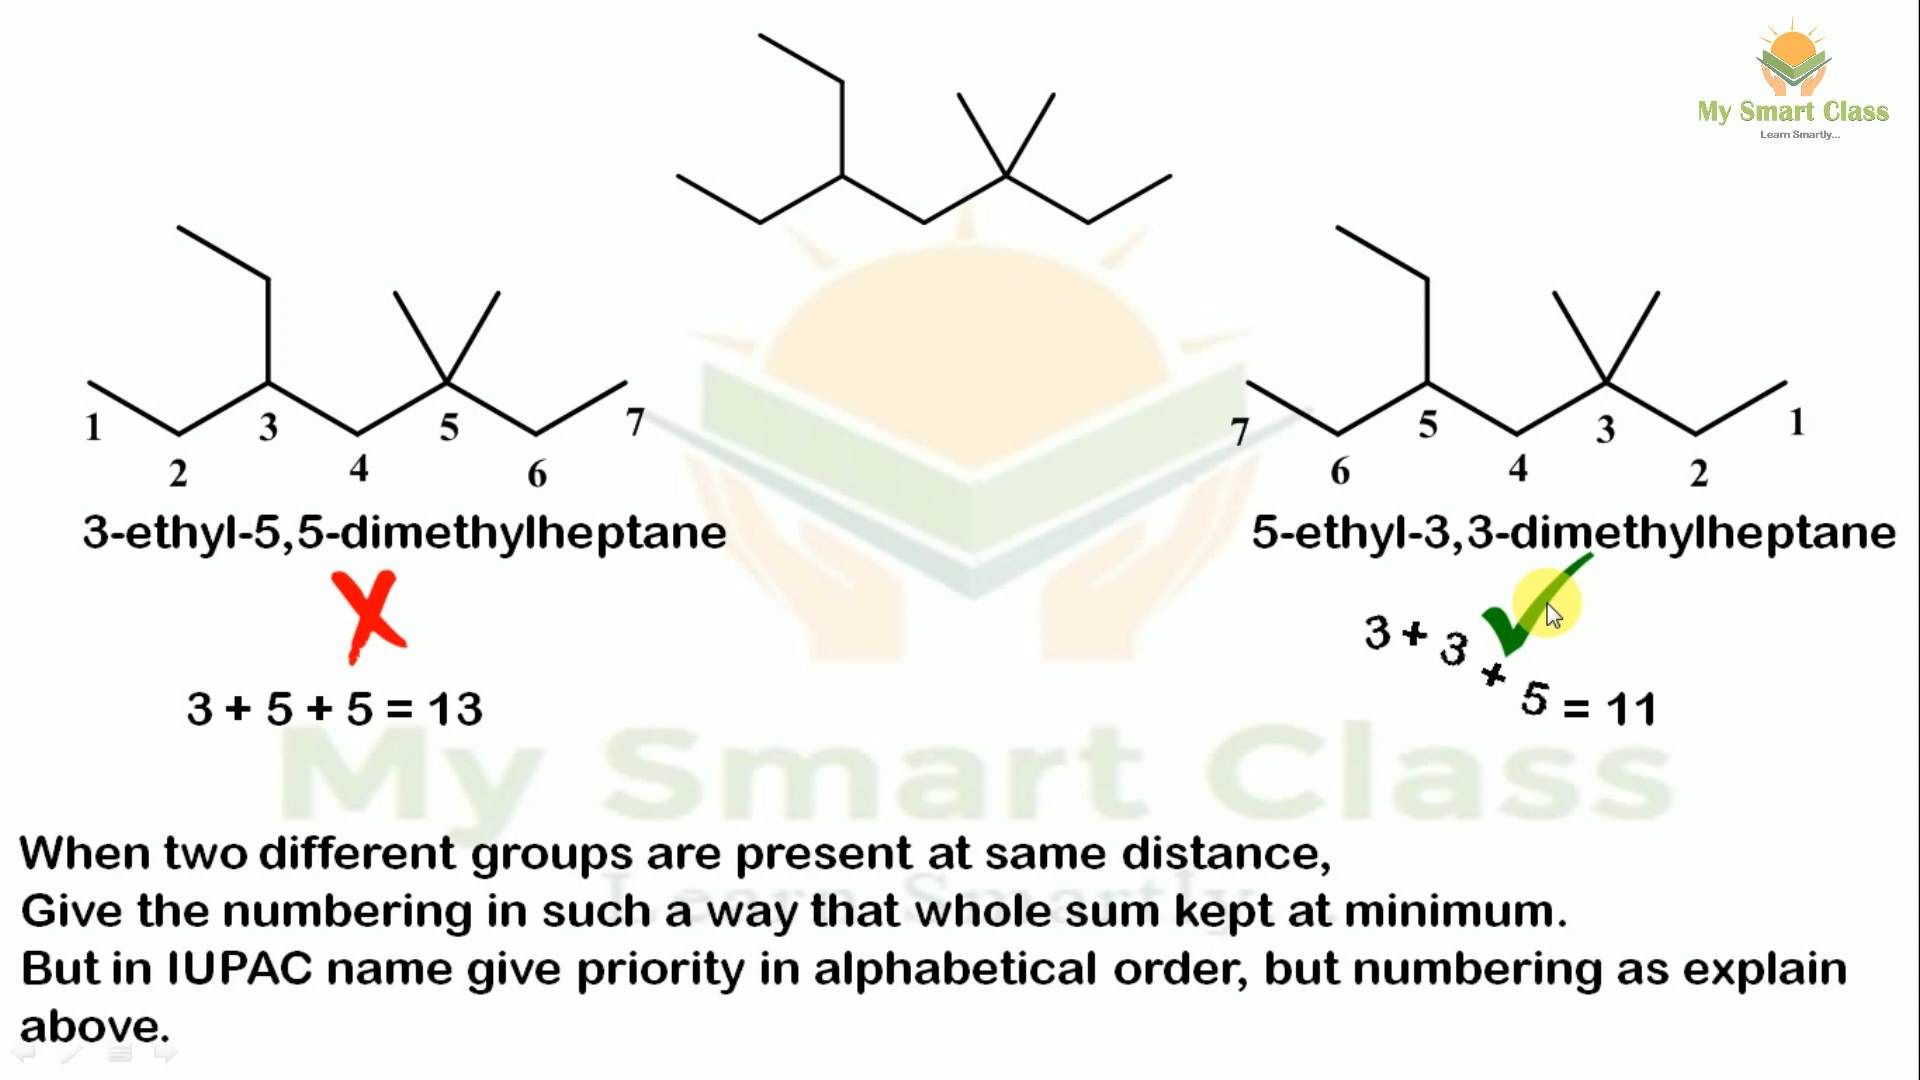 My Smart Class
Learn Smartly...
1 2 3 4 5 6 7
7 6 5 4 3 2 1
3-ethyl-5,5-dimethylheptane
5-ethyl-3,3-dimethylheptane
3 + 5 + 5 = 13
3 + 3 + 5 = 11
My Smart Class
Learn Smartly...
When two different groups are present at same distance,
Give the numbering in such a way that whole sum kept at minimum.
But in IUPAC name give priority in alphabetical order, but numbering as explain
above.